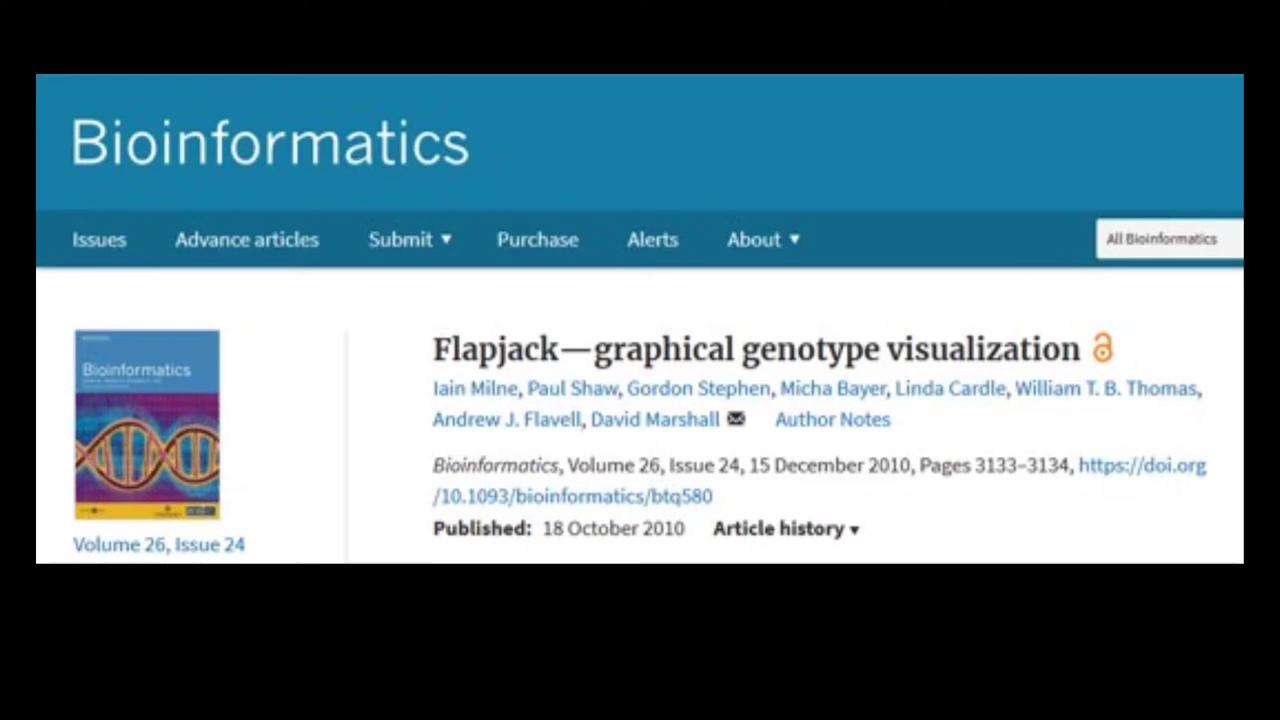 Bioinformatics
Issues Advance articles Submit ▼ Purchase Alerts About ▼ All Bioinformatics
Bioinformatics
Volume 26, Issue 24
Flapjack—graphical genotype visualization
Iain Milne, Paul Shaw, Gordon Stephen, Micha Bayer, Linda Cardle, William T. B. Thomas,
Andrew J. Flavell, David Marshall Author Notes
Bioinformatics, Volume 26, Issue 24, 15 December 2010, Pages 3133–3134, https://doi.org
/10.1093/bioinformatics/btq580
Published: 18 October 2010 Article history ▼